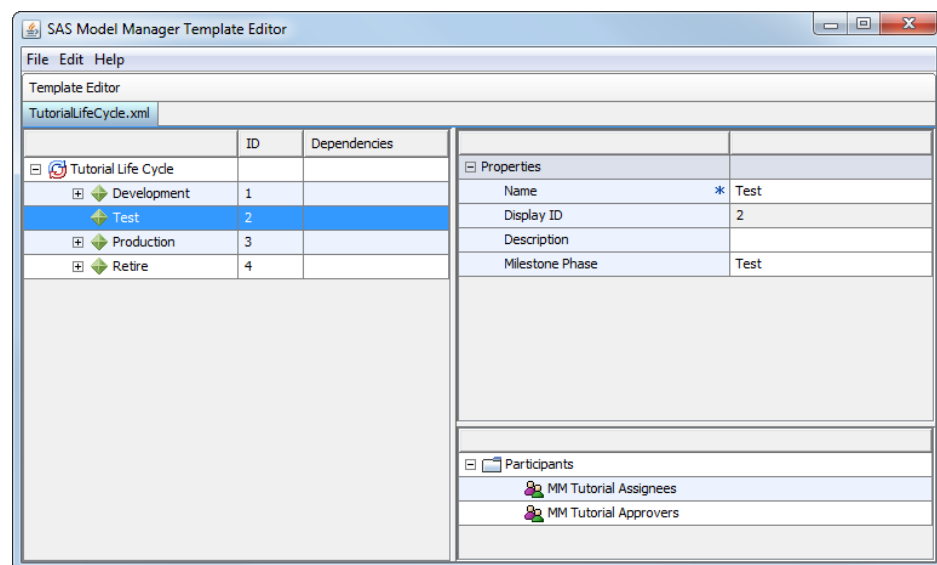 SAS Model Manager Template Editor
File Edit Help
Template Editor
TutorialLifeCycle.xml
ID Dependencies
Tutorial Life Cycle
Development 1
Test 2
Production 3
Retire 4
Properties
Name * Test
Display ID 2
Description
Milestone Phase Test
Participants
MM Tutorial Assignees
MM Tutorial Approvers